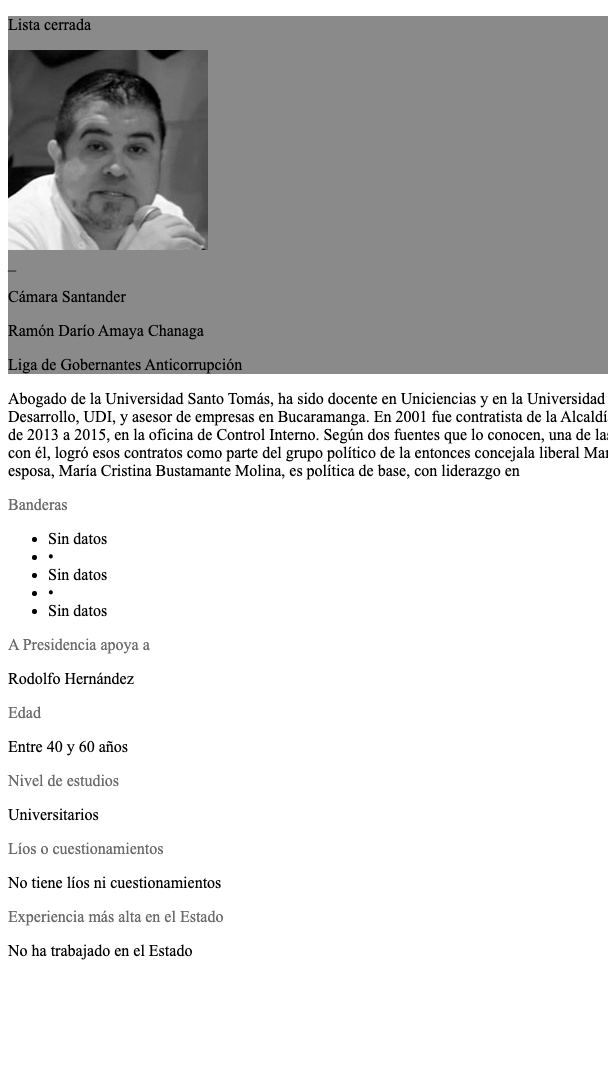 Lista cerrada
_
Cámara Santander
Ramón Darío Amaya Chanaga
Liga de Gobernantes Anticorrupción
Abogado de la Universidad Santo Tomás, ha sido docente en Uniciencias y en la Universidad
Desarrollo, UDI, y asesor de empresas en Bucaramanga. En 2001 fue contratista de la
de 2013 a 2015, en la oficina de Control Interno. Según dos fuentes que lo conocen, una de
con él, logró esos contratos como parte del grupo político de la entonces concejala liberal
esposa, María Cristina Bustamante Molina, es política de base, con liderazgo en
Banderas
• Sin datos
• •
• Sin datos
• •
• Sin datos
A Presidencia apoya a
Rodolfo Hernández
Edad
Entre 40 y 60 años
Nivel de estudios
Universitarios
Líos o cuestionamientos
No tiene líos ni cuestionamientos
Experiencia más alta en el Estado
No ha trabajado en el Estado